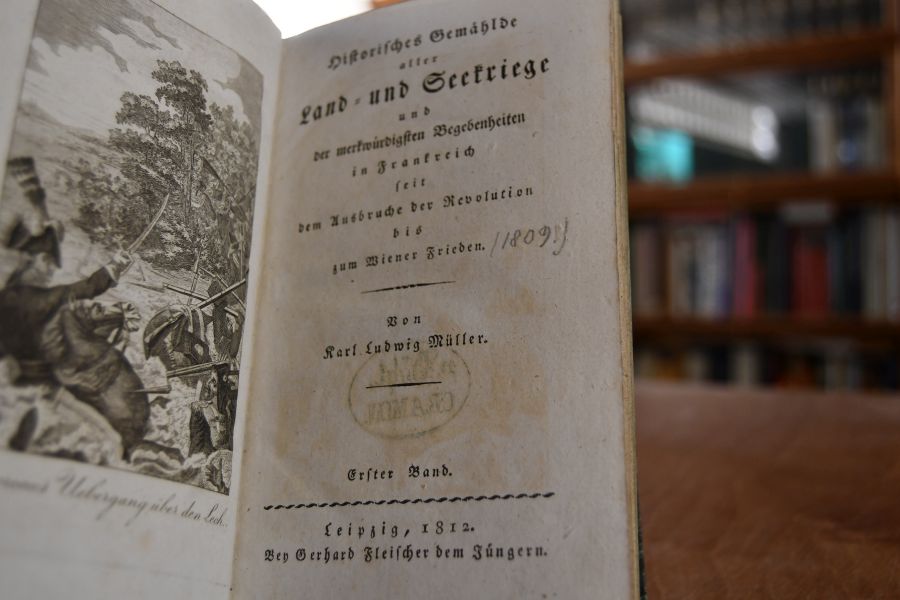 Uebergang über den Lech.
Historisches Gemählde
aller
Land- und Seekriege
und
der merkwürdigsten Begebenheiten
in Frankreich
seit
dem Ausbruche der Revolution
bis
zum Wiener Frieden. (1809)
Von
Karl Ludwig Müller.
Erster Band.
Leipzig, 1812.
Bey Gerhard Fleischer dem Jüngern.